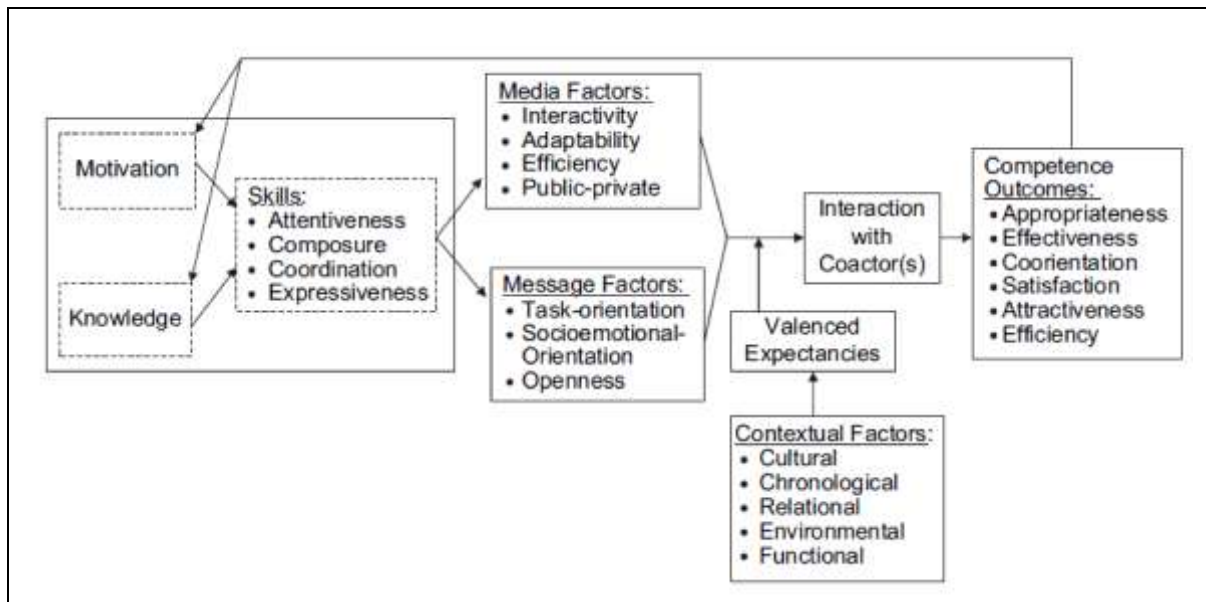 Motivation
Knowledge
Skills:
• Attentiveness
• Composure
• Coordination
• Expressiveness
Media Factors:
• Interactivity
• Adaptability
• Efficiency
• Public-private
Message Factors:
• Task-orientation
• Socioemotional-
Orientation
• Openness
Interaction
with
Coactor(s)
Valenced
Expectancies
Contextual Factors:
• Cultural
• Chronological
• Relational
• Environmental
• Functional
Competence
Outcomes:
• Appropriateness
• Effectiveness
• Coorientation
• Satisfaction
• Attractiveness
• Efficiency